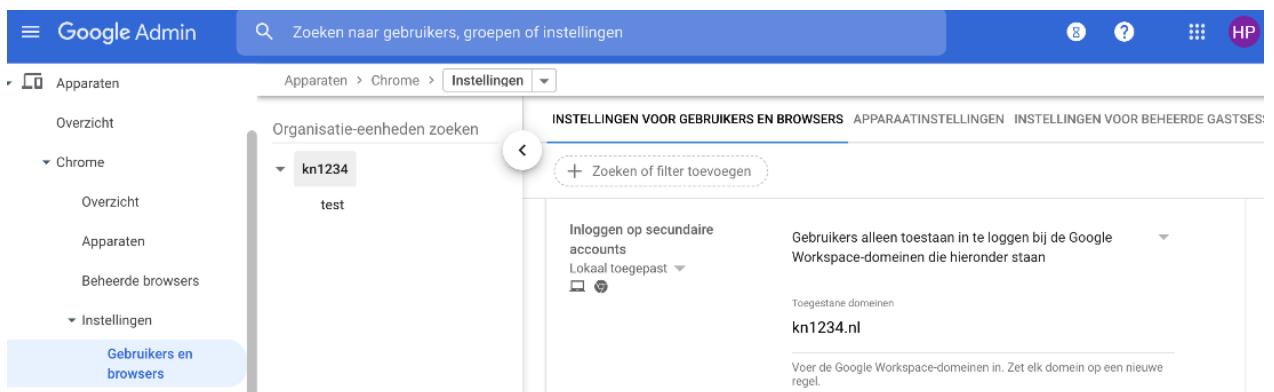 Google Admin
Zoeken naar gebruikers, groepen of instellingen
HP
Apparaten
Overzicht
Chrome
Overzicht
Apparaten
Beheerde browsers
Instellingen
Gebruikers en
browsers
Apparaten > Chrome > Instellingen
Organisatie-eenheden zoeken
kn1234
test
INSTELLINGEN VOOR GEBRUIKERS EN BROWSERS APPARAATINSTELLINGEN INSTELLINGEN VOOR BEHEERDE GASTSES
Zoeken of filter toevoegen
Inloggen op secundaire
accounts
Lokaal toegepast
Gebruikers alleen toestaan in te loggen bij de Google
Workspace-domeinen die hieronder staan
Toegestane domeinen
kn1234.nl
Voer de Google Workspace-domeinen in. Zet elk domein op een nieuwe
regel.